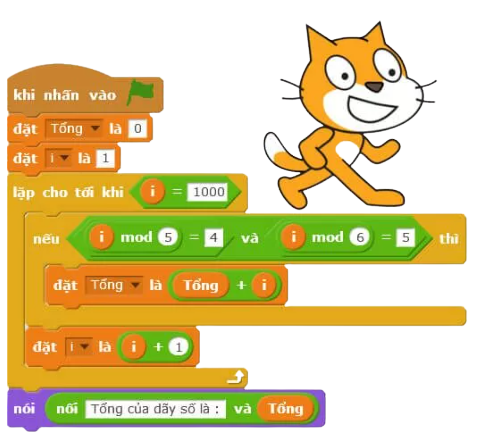 khi nhấn vào
đặt Tổng là 0
đặt i là 1
lặp cho tới khi i = 1000
nếu i mod 5 = 4 và i mod 6 = 5 thì
đặt Tổng là Tổng + i
đặt i là i + 1
nói nối Tổng của dãy số là : và Tổng